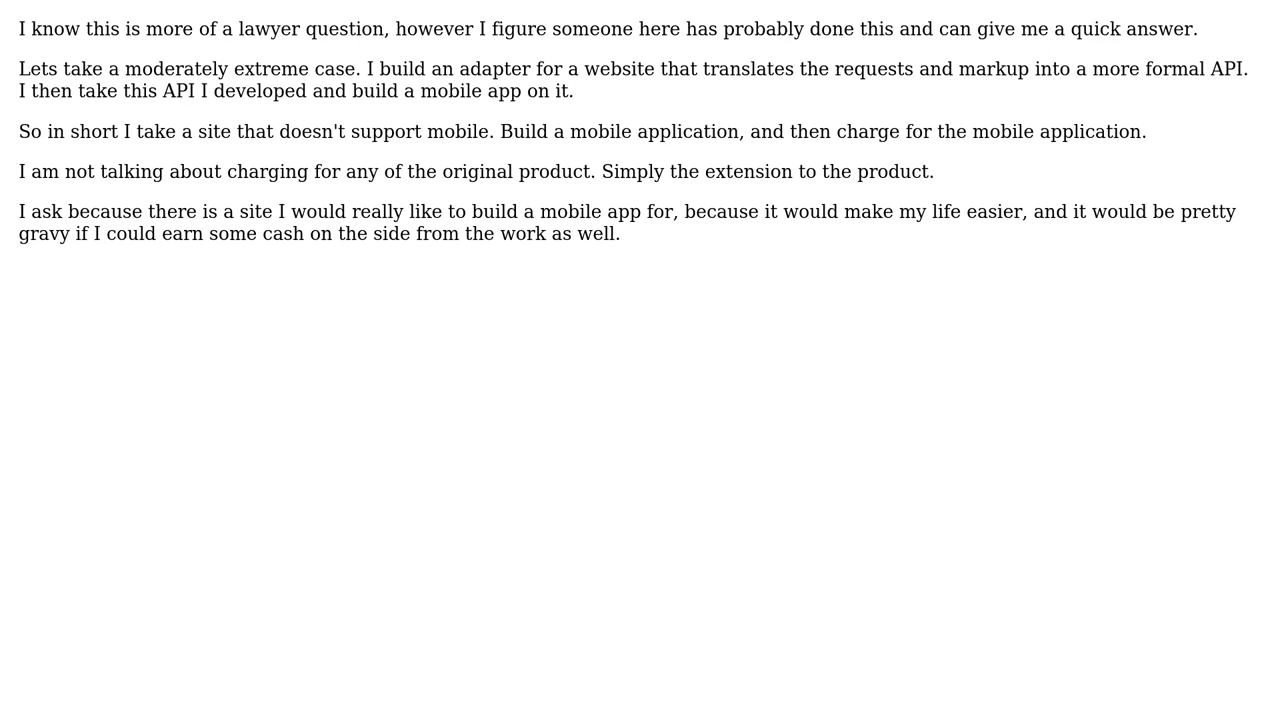 I know this is more of a lawyer question, however I figure someone here has probably done this and can give me a quick answer.
Lets take a moderately extreme case. I build an adapter for a website that translates the requests and markup into a more formal API.
I then take this API I developed and build a mobile app on it.
So in short I take a site that doesn't support mobile. Build a mobile application, and then charge for the mobile application.
I am not talking about charging for any of the original product. Simply the extension to the product.
I ask because there is a site I would really like to build a mobile app for, because it would make my life easier, and it would be pretty
gravy if I could earn some cash on the side from the work as well.